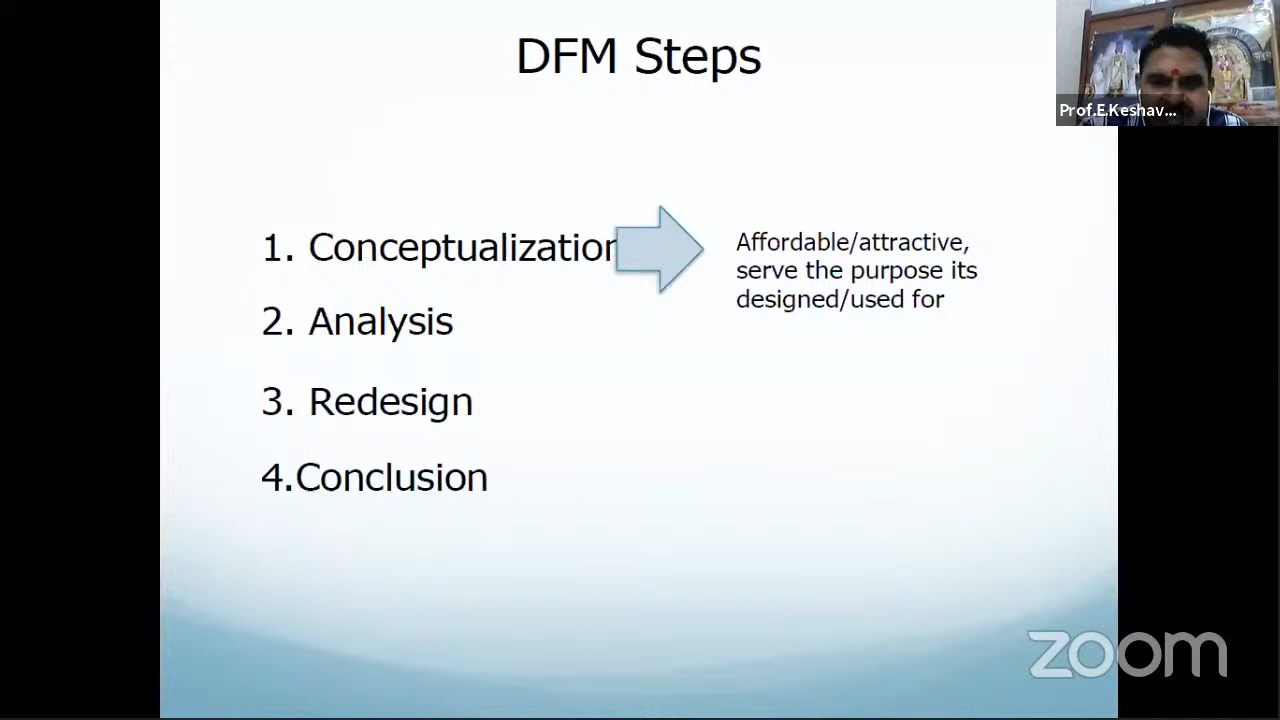 DFM Steps
Prof.E.Keshav...
1. Conceptualization
Affordable/attractive,
serve the purpose its
designed/used for
2. Analysis
3. Redesign
4.Conclusion
zoom